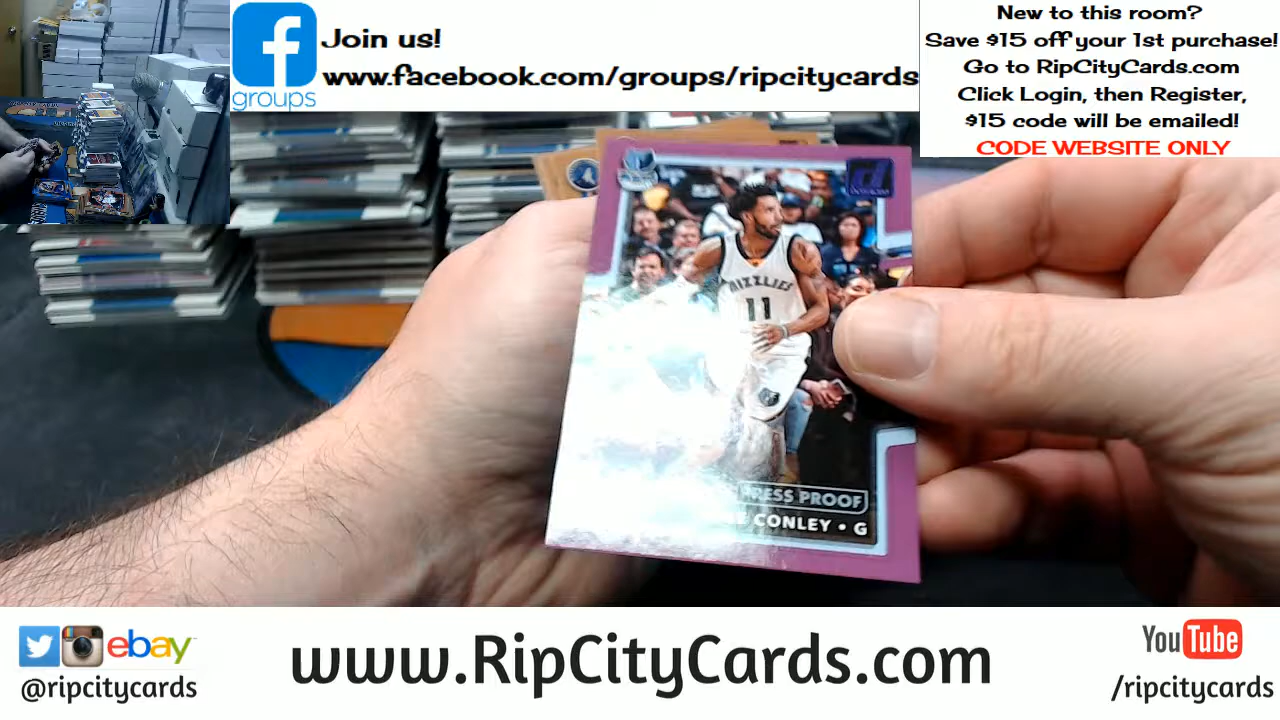 Join us!
www.facebook.com/groups/ripcitycards
groups
New to this room?
Save $15 off your 1st purchase!
Go to RipCityCards.com
Click Login, then Register,
$15 code will be emailed!
CODE WEBSITE ONLY
GRIZZLIES
11
PRESS PROOF
CONLEY • G
ebay
@ripcitycards
www.RipCityCards.com
YouTube
/ripcitycards